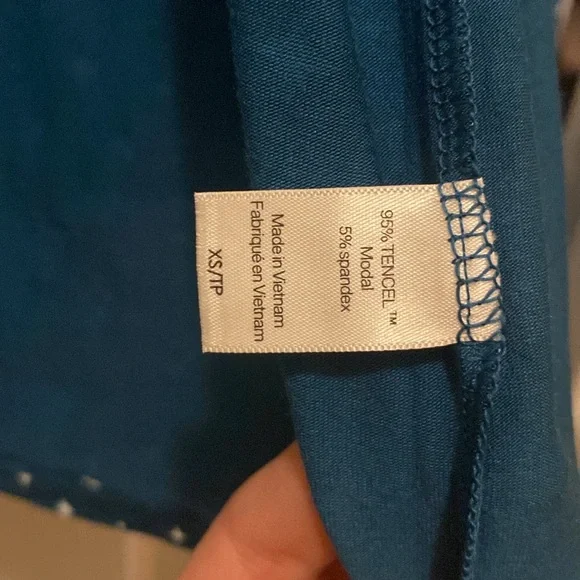 95% TENCEL™
Modal
5% spandex
Made in Vietnam
Fabriqué en Vietnam
XS/TP